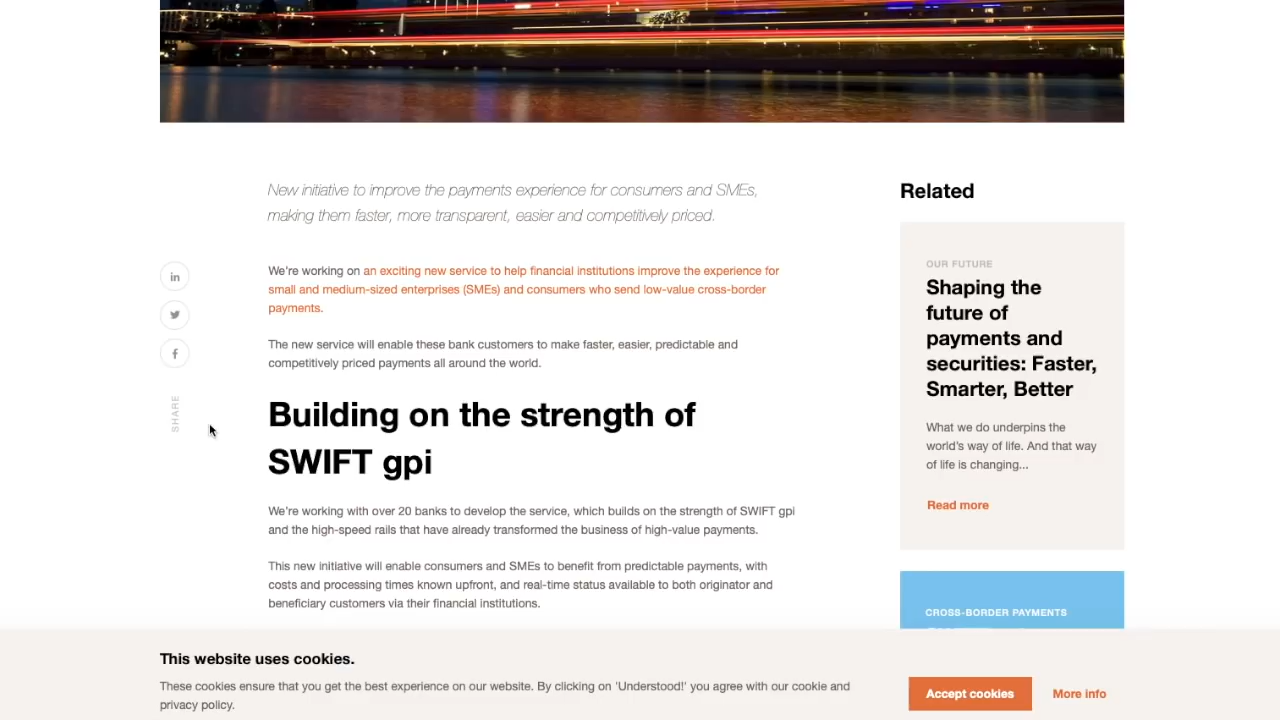 New initiative to improve the payments experience for consumers and SMEs,
making them faster, more transparent, easier and competitively priced.
We're working on an exciting new service to help financial institutions improve the experience for
small and medium-sized enterprises (SMEs) and consumers who send low-value cross-border
payments.
The new service will enable these bank customers to make faster, easier, predictable and
competitively priced payments all around the world.
SHARE
Building on the strength of
SWIFT gpi
We're working with over 20 banks to develop the service, which builds on the strength of SWIFT gpi
and the high-speed rails that have already transformed the business of high-value payments.
This new initiative will enable consumers and SMEs to benefit from predictable payments, with
costs and processing times known upfront, and real-time status available to both originator and
beneficiary customers via their financial institutions.
Related
OUR FUTURE
Shaping the
future of
payments and
securities: Faster,
Smarter, Better
What we do underpins the
world's way of life. And that way
of life is changing...
Read more
CROSS-BORDER PAYMENTS
This website uses cookies.
These cookies ensure that you get the best experience on our website. By clicking on 'Understood!' you agree with our cookie and
privacy policy.
Accept cookies
More info